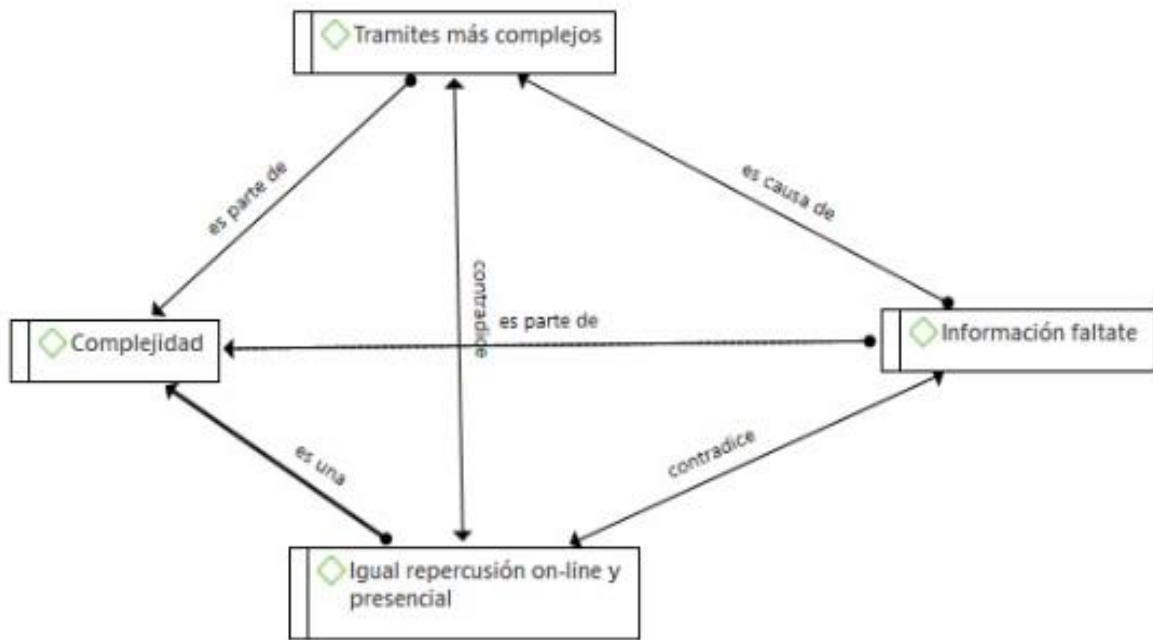 Tramites más complejos
es parte de
es causa de
contradice
es parte de
Complejidad
Información faltate
es una
contradice
Igual repercusión on-line y
presencial